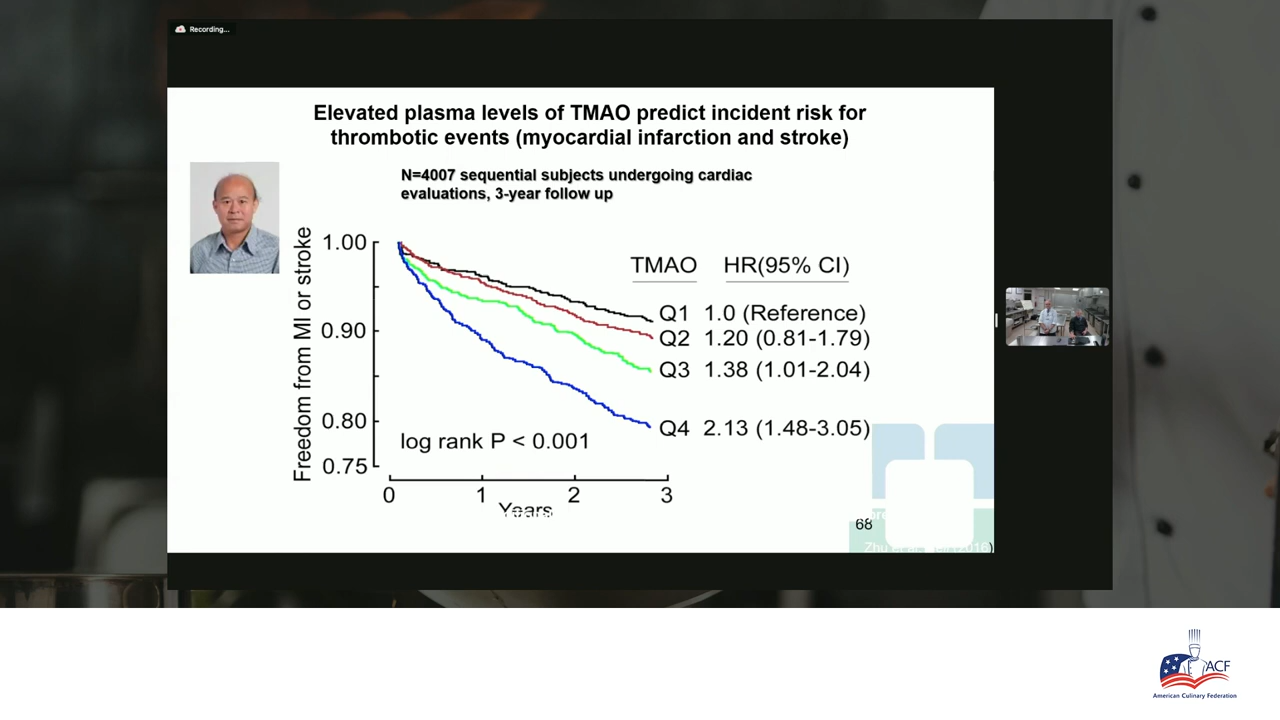 Recording...
Elevated plasma levels of TMAO predict incident risk for
thrombotic events (myocardial infarction and stroke)
N=4007 sequential subjects undergoing cardiac
evaluations, 3-year follow up
Freedom from MI or stroke
1.00
0.90
0.80
0.75
TMAO HR(95% CI)
Q1 1.0 (Reference)
Q2 1.20 (0.81-1.79)
Q3 1.38 (1.01-2.04)
Q4 2.13 (1.48-3.05)
log rank P < 0.001
0 1 2 3
Years
68
Zhu et al. (2016)
ACF
American Culinary Federation